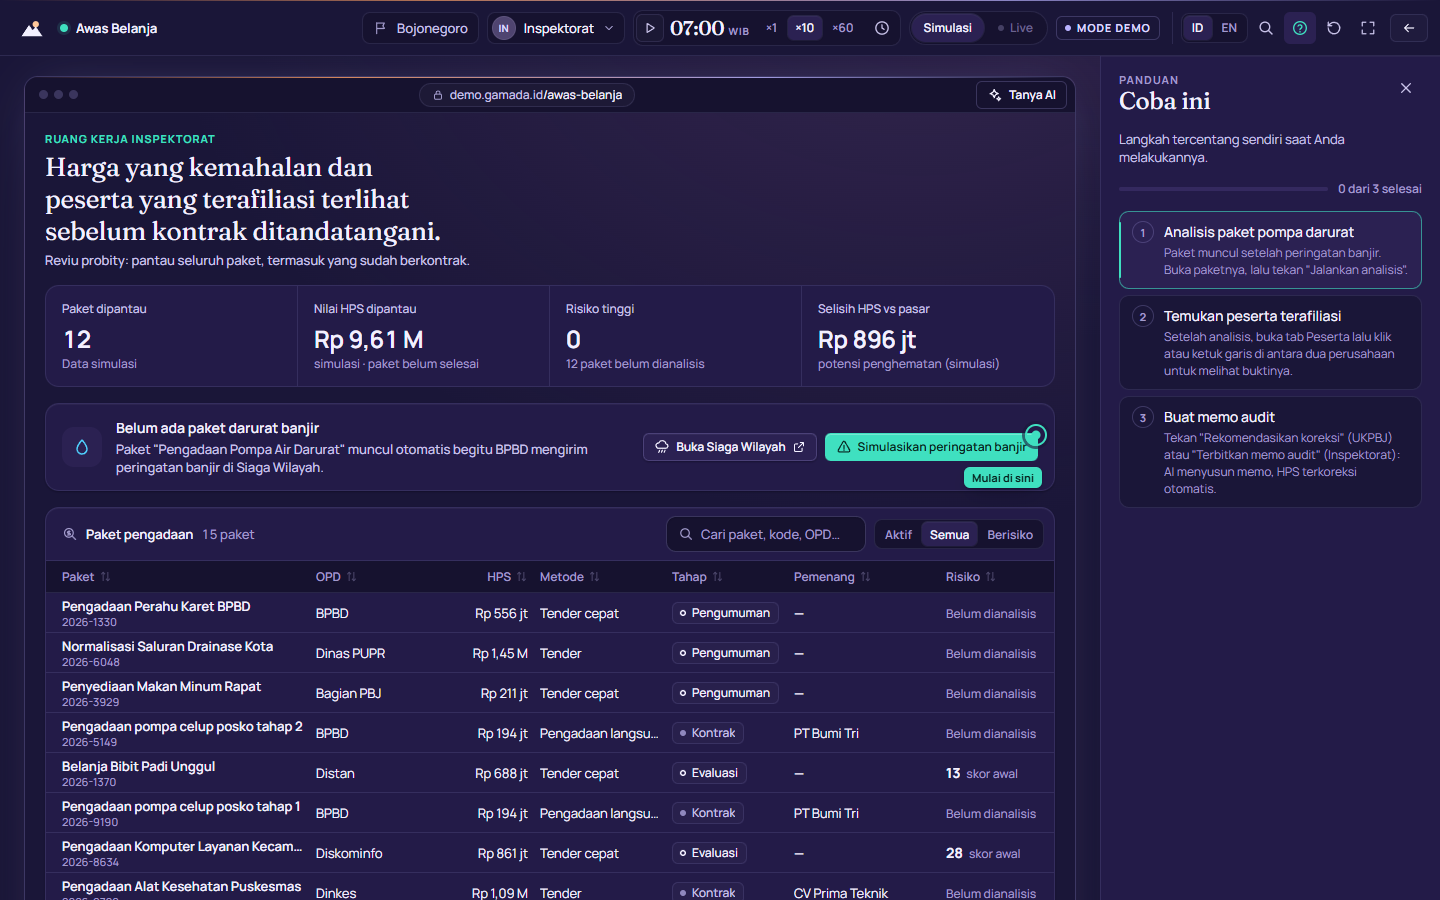 Awas Belanja
Bojonegoro
IN Inspektorat
07:00 WIB
×1 ×10 ×60
Simulasi Live
MODE DEMO
ID EN
demo.gamada.id/awas-belanja
Tanya AI
RUANG KERJA INSPEKTORAT
Harga yang kemahalan dan
peserta yang terafiliasi terlihat
sebelum kontrak ditandatangani.
Reviu probity: pantau seluruh paket, termasuk yang sudah berkontrak.
Paket dipantau
12
Data simulasi
Nilai HPS dipantau
Rp 9,61 M
simulasi · paket belum selesai
Risiko tinggi
0
12 paket belum dianalisis
Selisih HPS vs pasar
Rp 896 jt
potensi penghematan (simulasi)
Belum ada paket darurat banjir
Paket "Pengadaan Pompa Air Darurat" muncul otomatis begitu BPBD mengirim
peringatan banjir di Siaga Wilayah.
Buka Siaga Wilayah
Simulasikan peringatan banjir
Mulai di sini
Paket pengadaan 15 paket
Cari paket, kode, OPD...
Aktif Semua Berisiko
Paket OPD HPS Metode Tahap Pemenang Risiko
Pengadaan Perahu Karet BPBD
2026-1330
BPBD Rp 556 jt Tender cepat Pengumuman – Belum dianalisis
Normalisasi Saluran Drainase Kota
2026-6048
Dinas PUPR Rp 1,45 M Tender Pengumuman – Belum dianalisis
Penyediaan Makan Minum Rapat
2026-3929
Bagian PBJ Rp 211 jt Tender cepat Pengumuman – Belum dianalisis
Pengadaan pompa celup posko tahap 2
2026-5149
BPBD Rp 194 jt Pengadaan langsu... Kontrak PT Bumi Tri Belum dianalisis
Belanja Bibit Padi Unggul
2026-1370
Distan Rp 688 jt Tender cepat Evaluasi – 13 skor awal
Pengadaan pompa celup posko tahap 1
2026-9190
BPBD Rp 194 jt Pengadaan langsu... Kontrak PT Bumi Tri Belum dianalisis
Pengadaan Komputer Layanan Kecam...
2026-8634
Diskominfo Rp 861 jt Tender cepat Evaluasi – 28 skor awal
Pengadaan Alat Kesehatan Puskesmas
Dinkes Rp 1,09 M Tender Kontrak CV Prima Teknik Belum dianalisis
PANDUAN
Coba ini
Langkah tercentang sendiri saat Anda
melakukannya.
0 dari 3 selesai
1 Analisis paket pompa darurat
Paket muncul setelah peringatan banjir.
Buka paketnya, lalu tekan "Jalankan analisis".
2 Temukan peserta terafiliasi
Setelah analisis, buka tab Peserta lalu klik
atau ketuk garis di antara dua perusahaan
untuk melihat buktinya.
3 Buat memo audit
Tekan "Rekomendasikan koreksi" (UKPBJ)
atau "Terbitkan memo audit" (Inspektorat):
AI menyusun memo, HPS terkoreksi
otomatis.